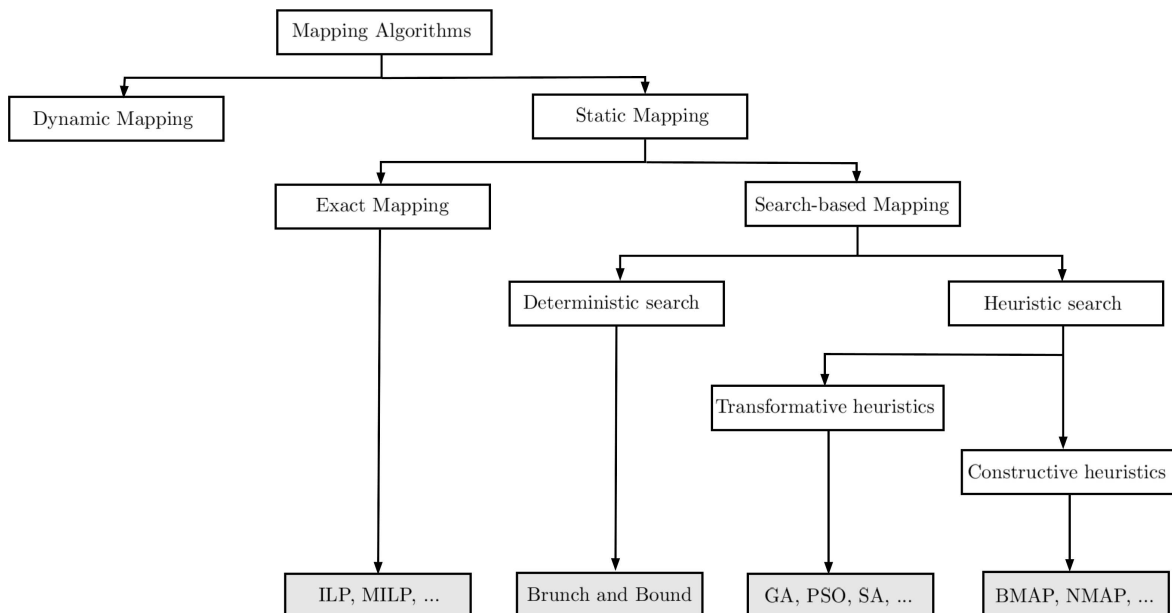 Mapping Algorithms
Dynamic Mapping
Static Mapping
Exact Mapping
Search-based Mapping
Deterministic search
Heuristic search
Transformative heuristics
Constructive heuristics
ILP, MILP, ...
Brunch and Bound
GA, PSO, SA, ...
BMAP, NMAP, ...